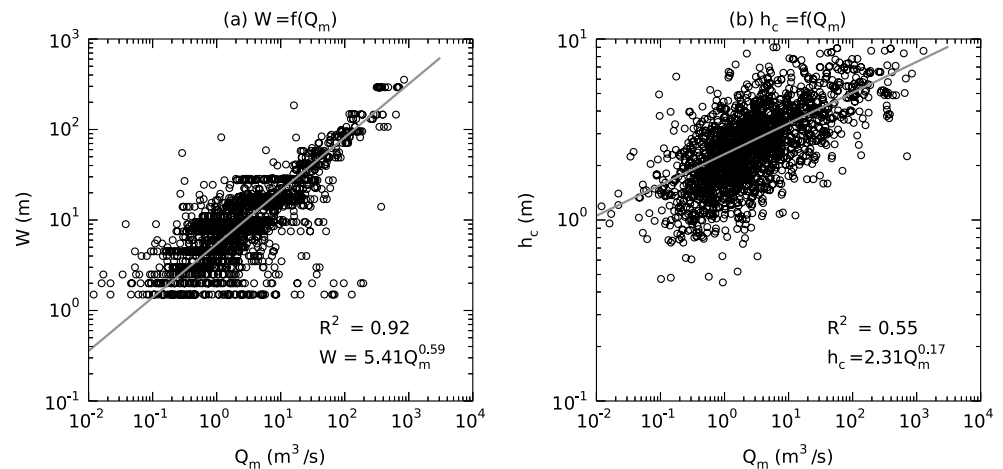 (a) W =f(Q_m)
10^3
10^2
10^1
10^0
10^-1
W (m)
R^2 = 0.92
W = 5.41Q_m^0.59
10^-2 10^-1 10^0 10^1 10^2 10^3 10^4
Q_m (m^3/s)
(b) h_c =f(Q_m)
10^1
10^0
10^-1
h_c (m)
R^2 = 0.55
h_c =2.31Q_m^0.17
10^-2 10^-1 10^0 10^1 10^2 10^3 10^4
Q_m (m^3/s)